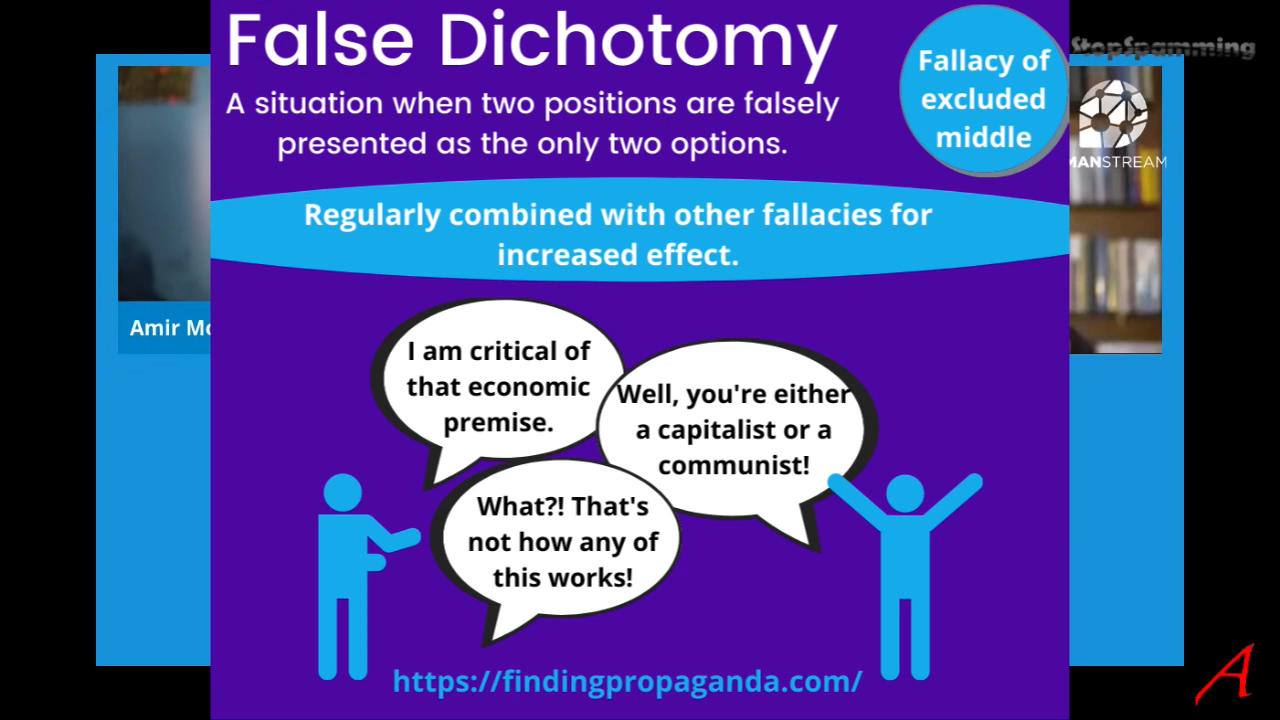 False Dichotomy
A situation when two positions are falsely
presented as the only two options.
Fallacy of
excluded
middle
StopSpamming
MANSTREAM
Regularly combined with other fallacies for
increased effect.
Amir Mo
I am critical of
that economic
premise.
Well, you're either
a capitalist or a
communist!
What?! That's
not how any of
this works!
https://findingpropaganda.com/
A